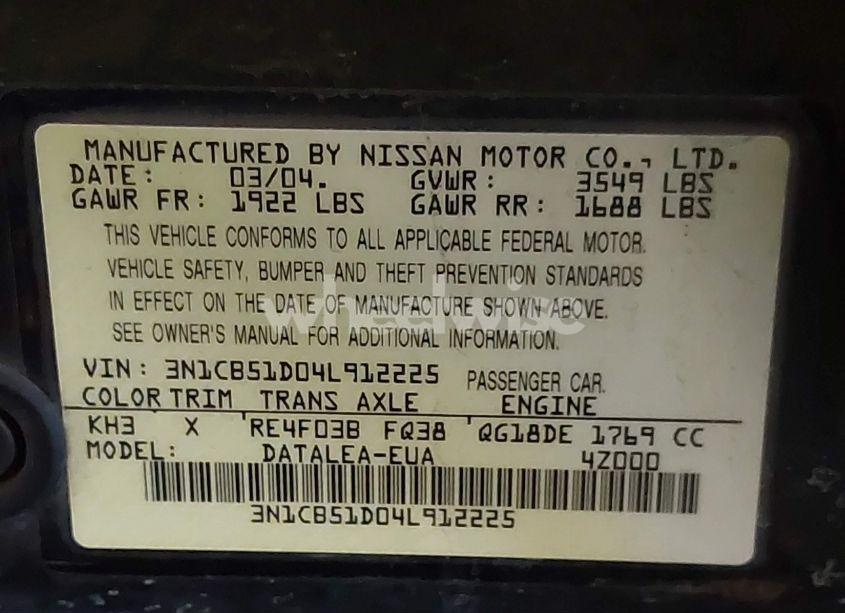 MANUFACTURED BY NISSAN MOTOR CO., LTD.
DATE: 03/04. GVWR: 3549 LBS
GAWR FR: 1922 LBS GAWR RR: 1688 LBS
THIS VEHICLE CONFORMS TO ALL APPLICABLE FEDERAL MOTOR.
VEHICLE SAFETY, BUMPER AND THEFT PREVENTION STANDARDS
IN EFFECT ON THE DATE OF MANUFACTURE SHOWN ABOVE.
SEE OWNER'S MANUAL FOR ADDITIONAL INFORMATION.
wheelwise
VIN: 3N1CB51D04L912225 PASSENGER CAR.
COLOR TRIM TRANS AXLE ENGINE
KH3 X RE4F03B FQ38 QG18DE 1769 CC
MODEL: DATALEA-EUA 4Z000
3N1CB51D04L912225